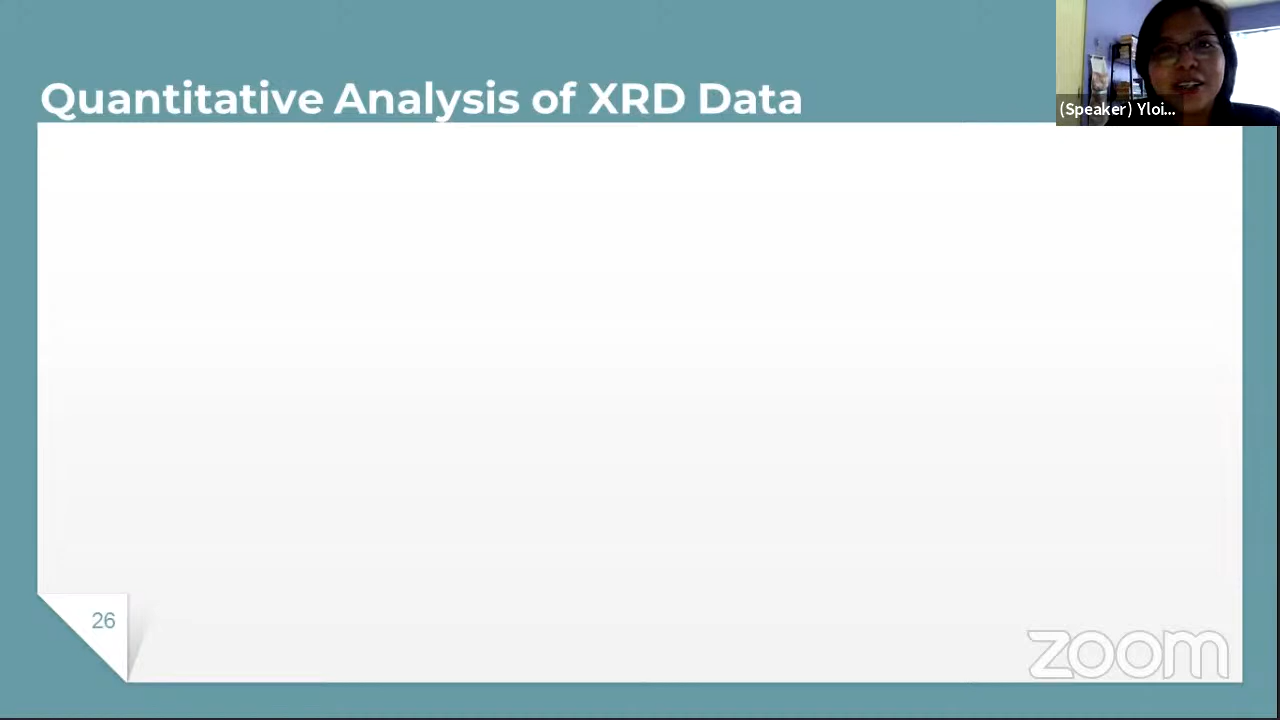 Quantitative Analysis of XRD Data
(Speaker) Yloi...
26
zoom